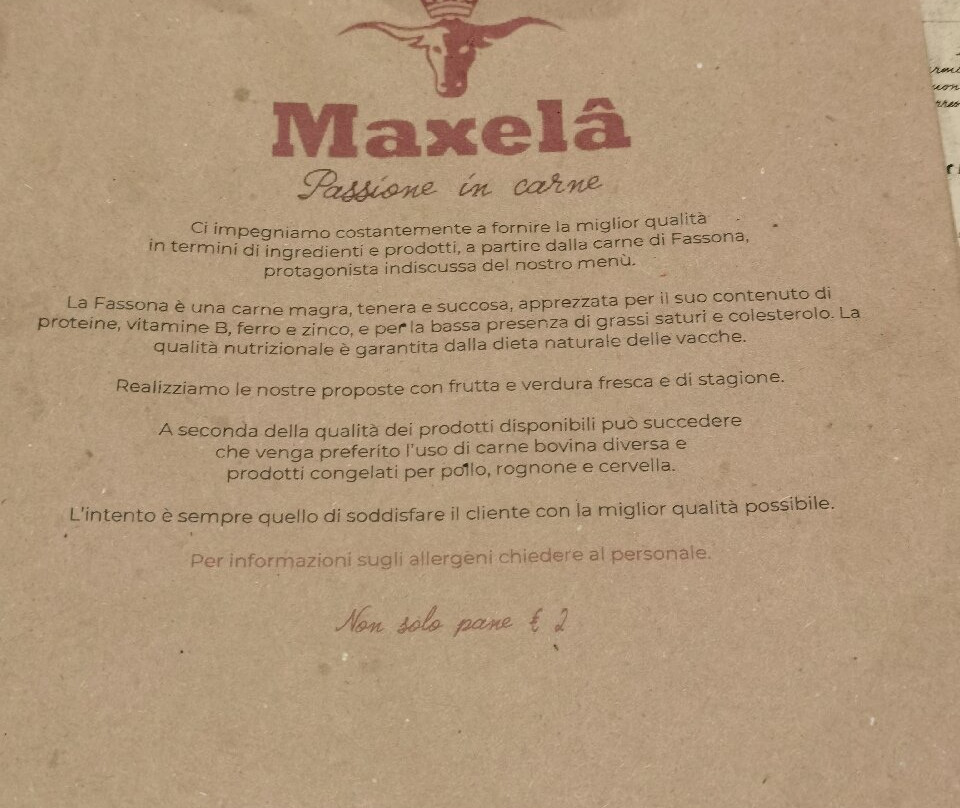 Maxelâ
Passione in carne
Ci impegniamo costantemente a fornire la miglior qualità
in termini di ingredienti e prodotti, a partire dalla carne di Fassona,
protagonista indiscussa del nostro menù.
La Fassona è una carne magra, tenera e succosa, apprezzata per il suo contenuto di
proteine, vitamine B, ferro e zinco, e per la bassa presenza di grassi saturi e colesterolo. La
qualità nutrizionale è garantita dalla dieta naturale delle vacche.
Realizziamo le nostre proposte con frutta e verdura fresca e di stagione.
A seconda della qualità dei prodotti disponibili può succedere
che venga preferito l'uso di carne bovina diversa e
prodotti congelati per pollo, rognone e cervella.
L'intento è sempre quello di soddisfare il cliente con la miglior qualità possibile.
Per informazioni sugli allergeni chiedere al personale.
Non solo pane € 2